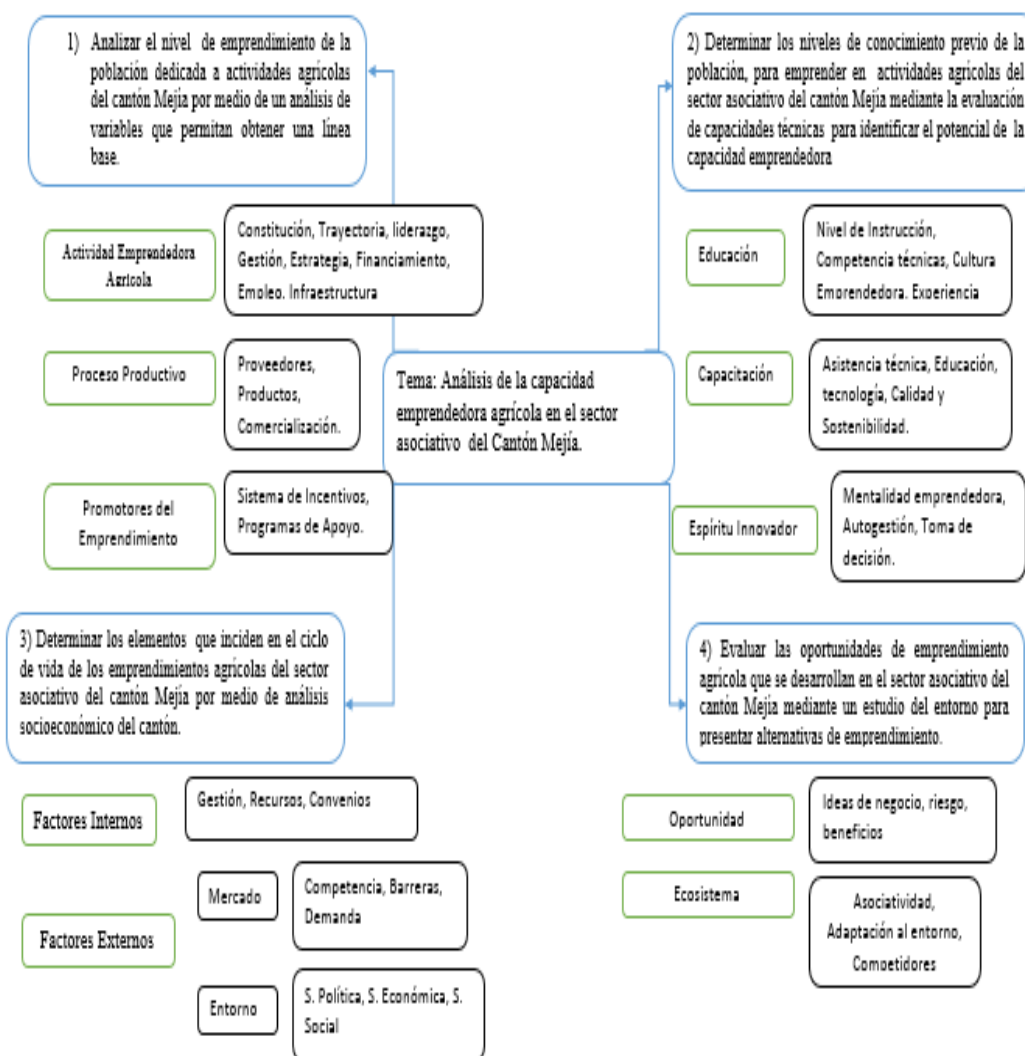 1) Analizar el nivel de emprendimiento de la
población dedicada a actividades agrícolas
del cantón Mejía por medio de un análisis de
variables que permitan obtener una línea
base.
Actividad Emprendedora
Agrícola
Constitución, Trayectoria, liderazgo,
Gestión, Estrategia, Financiamiento,
Empleo. Infraestructura
Proceso Productivo
Proveedores,
Productos,
Comercialización.
Promotores del
Emprendimiento
Sistema de Incentivos,
Programas de Apoyo.
2) Determinar los niveles de conocimiento previo de la
población, para emprender en actividades agrícolas del
sector asociativo del cantón Mejía mediante la evaluación
de capacidades técnicas para identificar el potencial de la
capacidad emprendedora
Educación
Nivel de Instrucción,
Competencia técnicas, Cultura
Emprendedora. Experiencia
Capacitación
Asistencia técnica, Educación,
tecnología, Calidad y
Sostenibilidad.
Espíritu Innovador
Mentalidad emprendedora,
Autogestión, Toma de
decisión.
Tema: Análisis de la capacidad
emprendedora agrícola en el sector
asociativo del Cantón Mejía.
3) Determinar los elementos que inciden en el ciclo
de vida de los emprendimientos agrícolas del sector
asociativo del cantón Mejía por medio de análisis
socioeconómico del cantón.
Factores Internos
Gestión, Recursos, Convenios
Factores Externos
Mercado
Competencia, Barreras,
Demanda
Entorno
S. Política, S. Económica, S.
Social
4) Evaluar las oportunidades de emprendimiento
agrícola que se desarrollan en el sector asociativo del
cantón Mejía mediante un estudio del entorno para
presentar alternativas de emprendimiento.
Oportunidad
Ideas de negocio, riesgo,
beneficios
Ecosistema
Asociatividad,
Adaptación al entorno,
Competidores